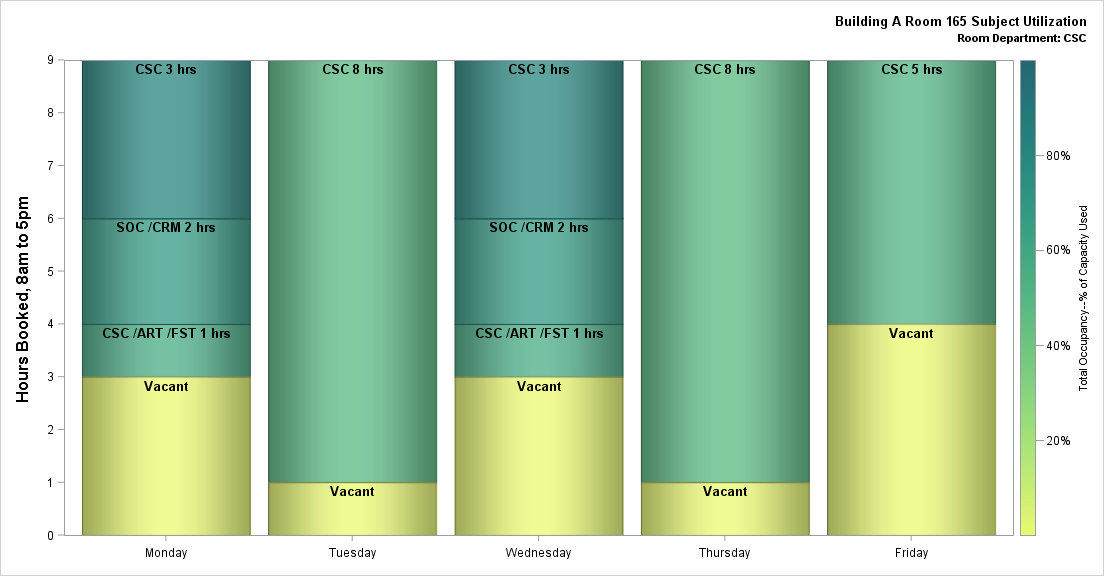 Building A Room 165 Subject Utilization
Room Department: CSC
Hours Booked, 8am to 5pm
9
8
7
6
5
4
3
2
1
0
CSC 3 hrs
SOC /CRM 2 hrs
CSC /ART /FST 1 hrs
Vacant
CSC 8 hrs
Vacant
CSC 3 hrs
SOC /CRM 2 hrs
CSC /ART /FST 1 hrs
Vacant
CSC 8 hrs
Vacant
CSC 5 hrs
Vacant
Monday
Tuesday
Wednesday
Thursday
Friday
80%
60%
40%
20%
Total Occupancy--% of Capacity Used